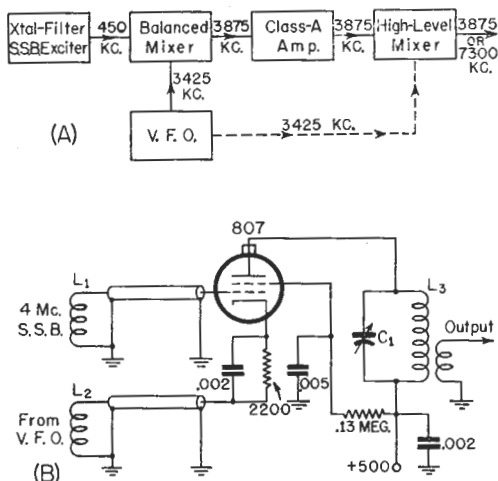 Xtal-Filter
S.S.B. Exciter
450
KC.
Balanced
Mixer
3875
KC.
Class-A
Amp.
3875
KC.
High-Level
Mixer
3875
OR
7300
KC.
3425
KC.
V. F. O.
3425 KC.
(A)
807
L1
4 Mc.
S.S.B.
L2
From
V. F. O.
.002
2200
.005
C1
L3
Output
.13 MEG.
.002
+500
(B)